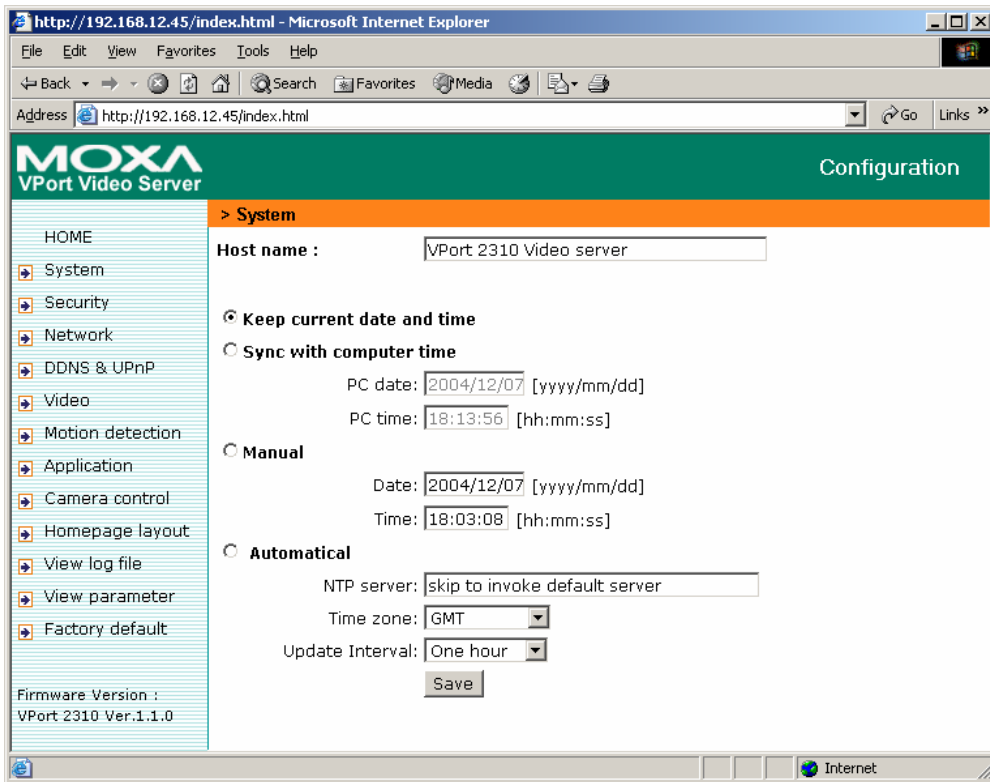 http://192.168.12.45/index.html - Microsoft Internet Explorer
File Edit View Favorites Tools Help
Back Search Favorites Media
Address http://192.168.12.45/index.html Go Links »
MOXA
VPort Video Server
Configuration
> System
HOME
System
Security
Network
DDNS & UPnP
Video
Motion detection
Application
Camera control
Homepage layout
View log file
View parameter
Factory default
Firmware Version :
VPort 2310 Ver.1.1.0
Host name : VPort 2310 Video server
Keep current date and time
Sync with computer time
PC date: 2004/12/07 [yyyy/mm/dd]
PC time: 18:13:56 [hh:mm:ss]
Manual
Date: 2004/12/07 [yyyy/mm/dd]
Time: 18:03:08 [hh:mm:ss]
Automatical
NTP server: skip to invoke default server
Time zone: GMT
Update Interval: One hour
Save
Internet